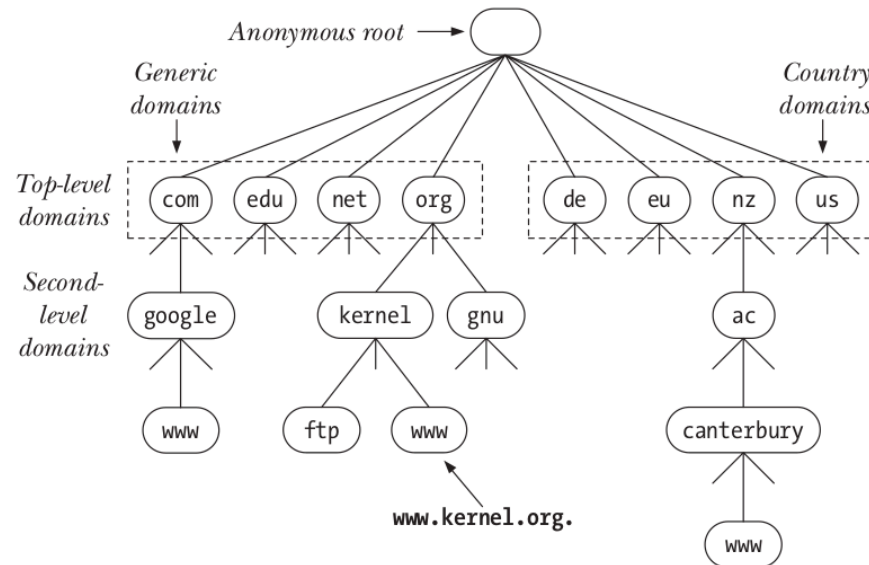 Anonymous root
Generic
domains
Country
domains
Top-level
domains
com edu net org de eu nz us
Second-
level
domains
google kernel gnu ac
www ftp www canterbury
www.kernel.org.
www